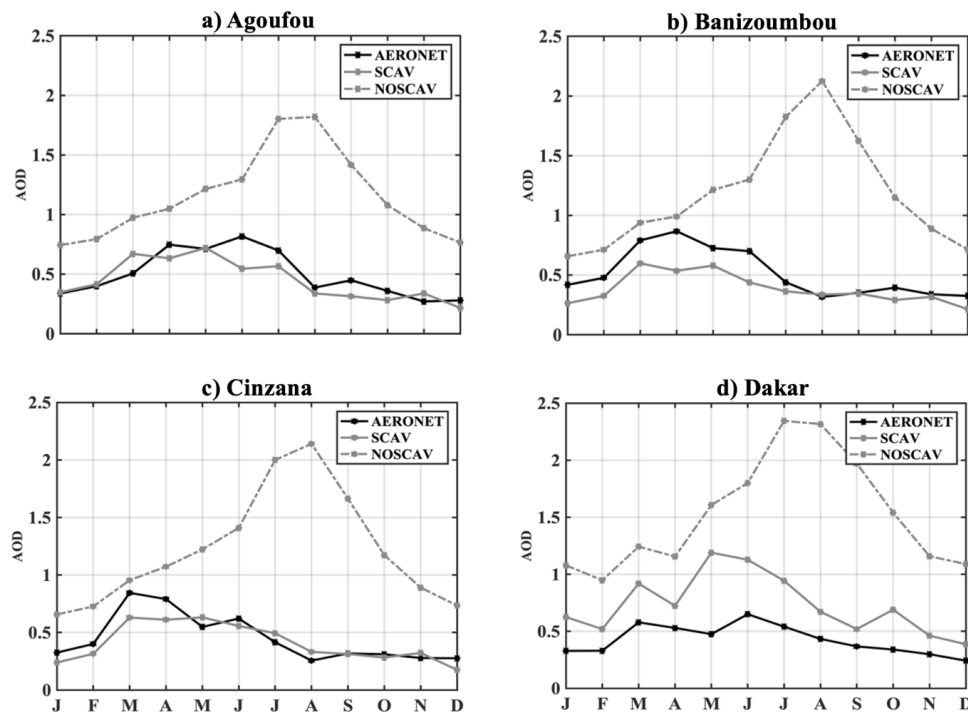 a) Agoufou
2.5
2
1.5
1
0.5
0
AOD
AERONET
SCAV
NOSCAV
b) Banizoumbou
2.5
2
1.5
1
0.5
0
AOD
AERONET
SCAV
NOSCAV
c) Cinzana
2.5
2
1.5
1
0.5
0
AOD
AERONET
SCAV
NOSCAV
J F M A M J J A S O N D
d) Dakar
2.5
2
1.5
1
0.5
0
AOD
AERONET
SCAV
NOSCAV
J F M A M J J A S O N D